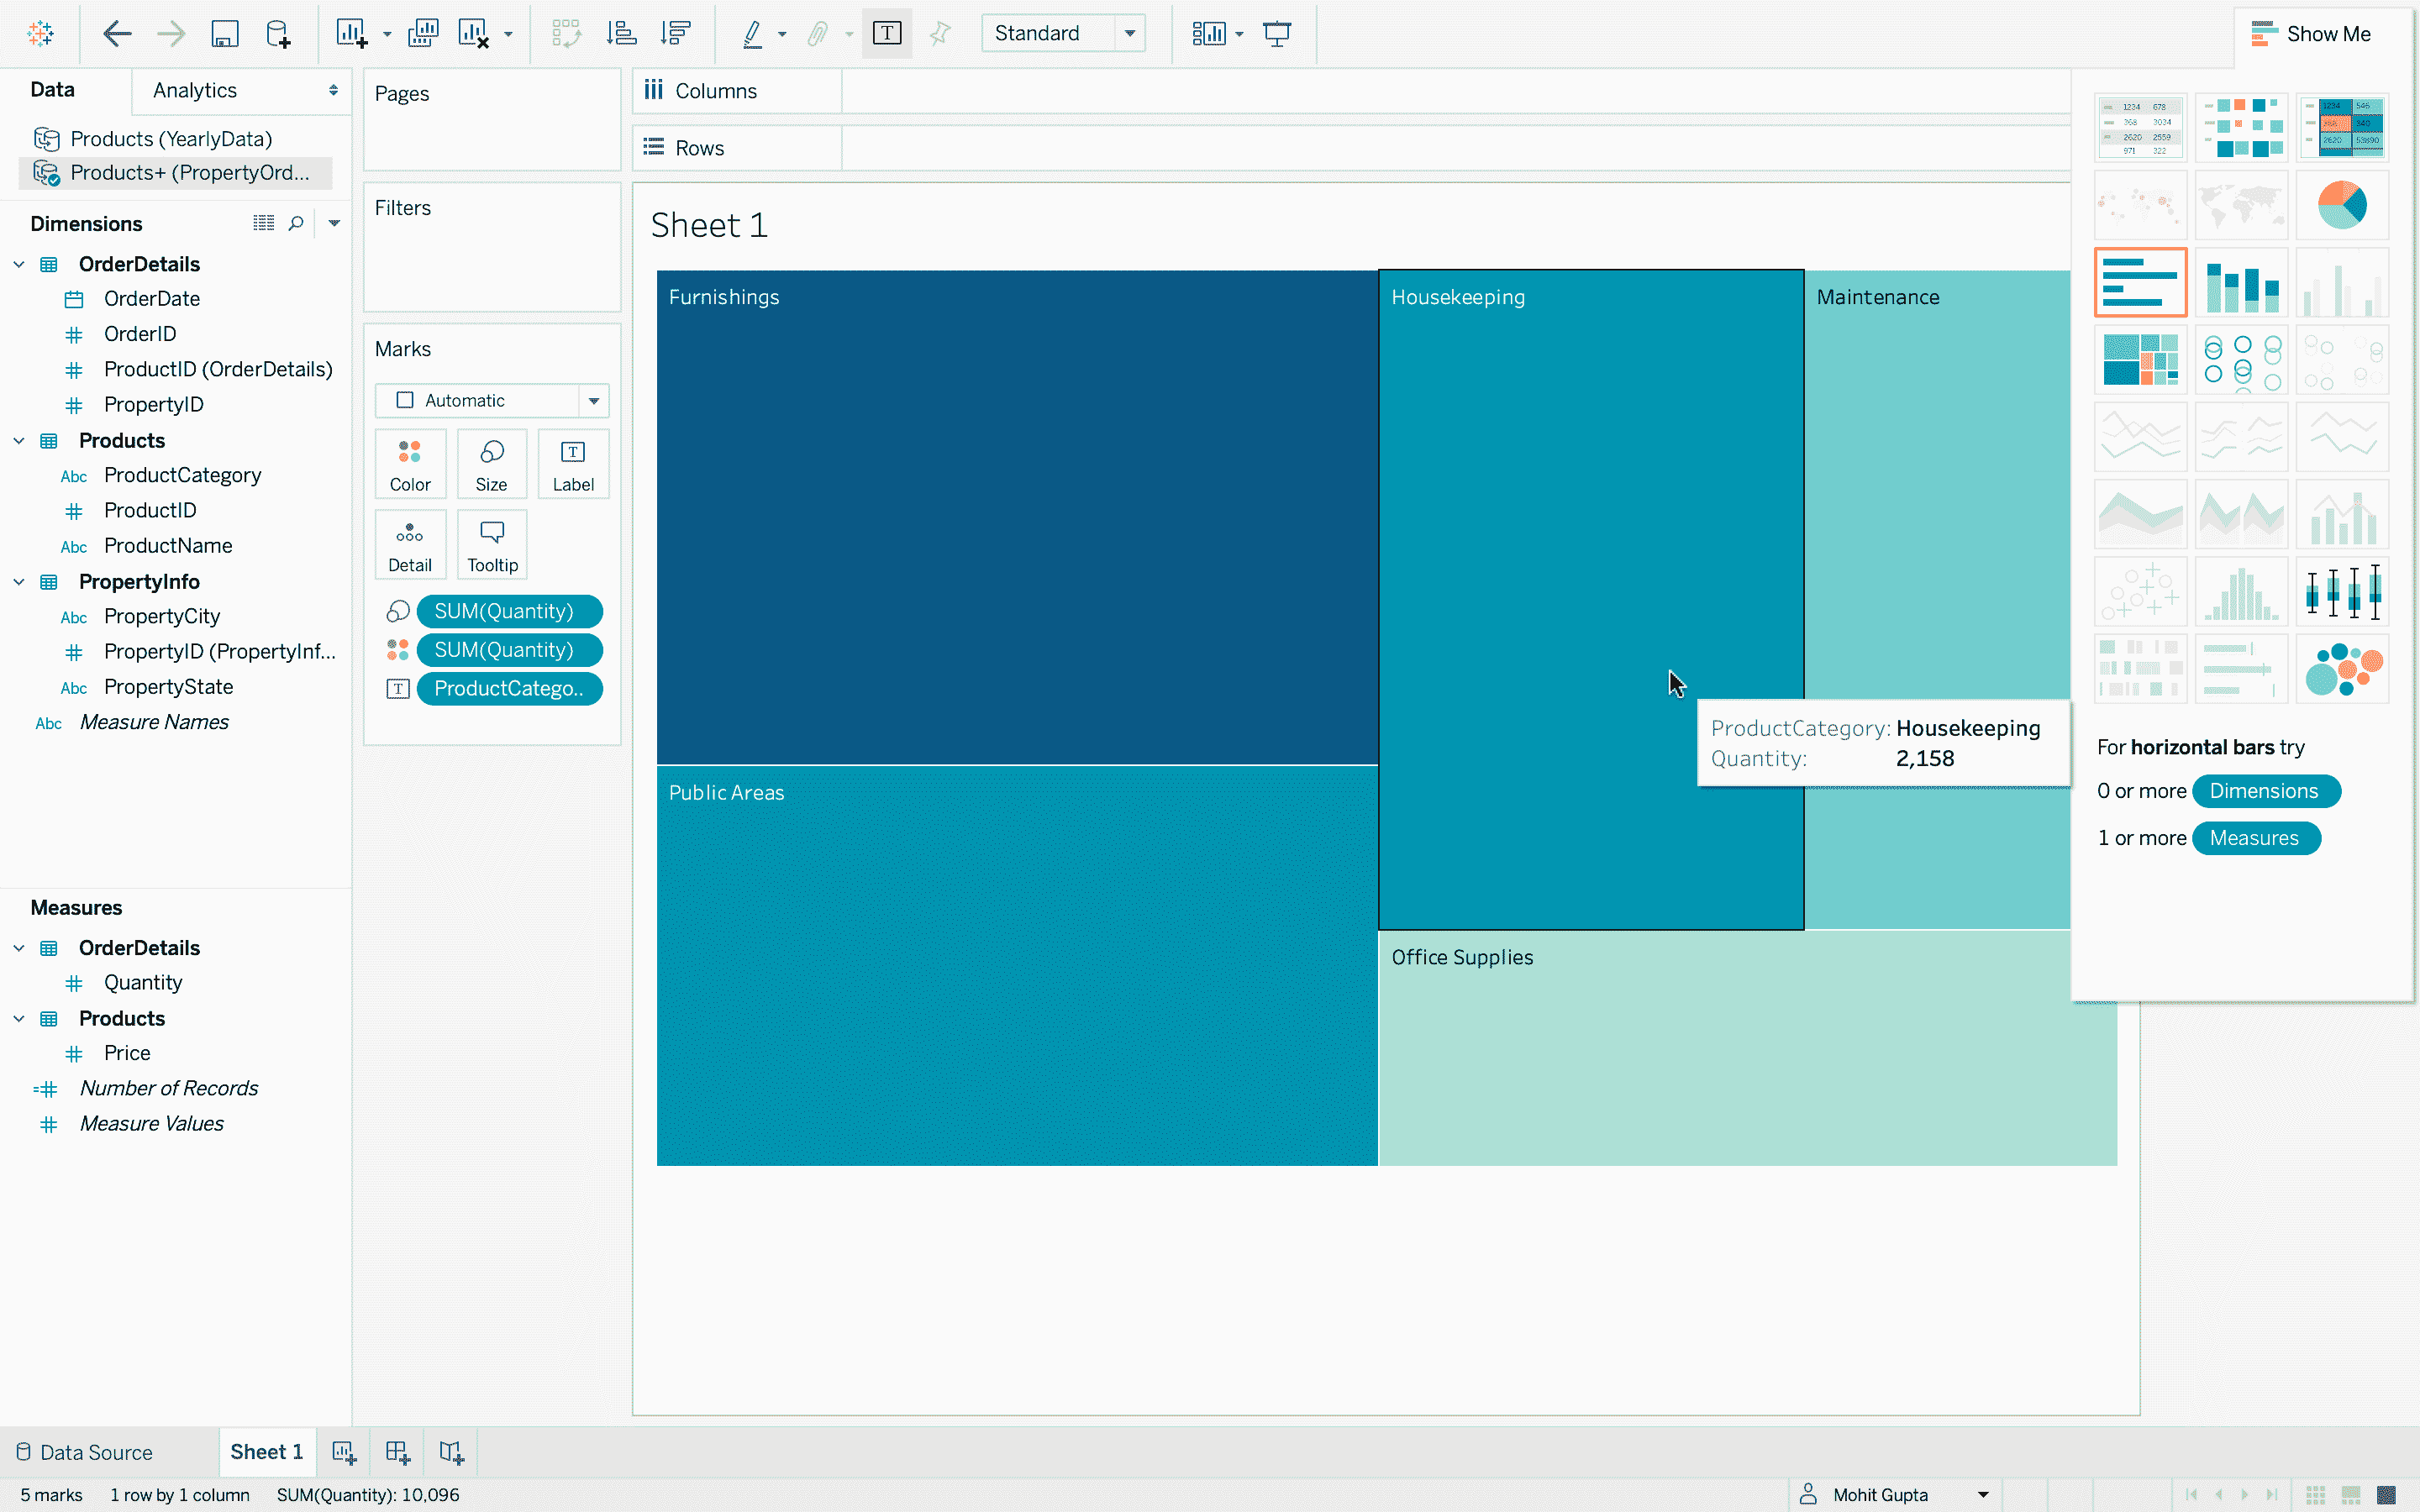 Standard
Show Me
Data
Analytics
Products (YearlyData)
Products+ (PropertyOrd...
Dimensions
OrderDetails
OrderDate
OrderID
ProductID (OrderDetails)
PropertyID
Products
Abc ProductCategory
ProductID
Abc ProductName
PropertyInfo
Abc PropertyCity
PropertyID (PropertyInf...
Abc PropertyState
Abc Measure Names
Measures
OrderDetails
Quantity
Products
Price
Number of Records
Measure Values
Pages
Filters
Marks
Automatic
Color
Size
T
Label
Detail
Tooltip
SUM(Quantity)
SUM(Quantity)
T ProductCatego..
Columns
Rows
Sheet 1
Furnishings
Housekeeping
Maintenance
Public Areas
Office Supplies
ProductCategory: Housekeeping
Quantity: 2,158
1234 678
368 3034
2620 2559
971 322
1234 546
340
2620 53890
For horizontal bars try
0 or more Dimensions
1 or more Measures
Data Source
Sheet 1
5 marks 1 row by 1 column SUM(Quantity): 10,096
Mohit Gupta